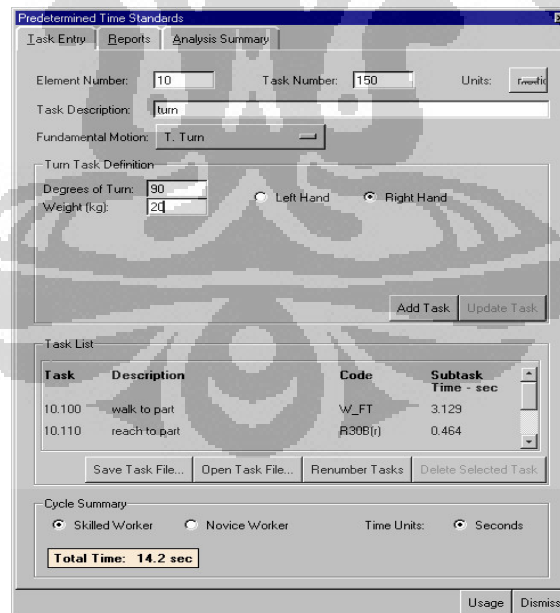 Predetermined Time Standards
Task Entry Reports Analysis Summary
Element Number: 10 Task Number: 150 Units:
Task Description: turn
Fundamental Motion: T. Turn
Turn Task Definition
Degrees of Turn: 90
Weight (kg): 20
Left Hand Right Hand
Add Task Update Task
Task List
Task Description Code Subtask
Time - sec
10.100 walk to part W_FT 3.129
10.110 reach to part R30B(r) 0.464
Save Task File... Open Task File... Renumber Tasks Delete Selected Task
Cycle Summary
Skilled Worker Novice Worker Time Units: Seconds
Total Time: 14.2 sec
Usage Dismiss